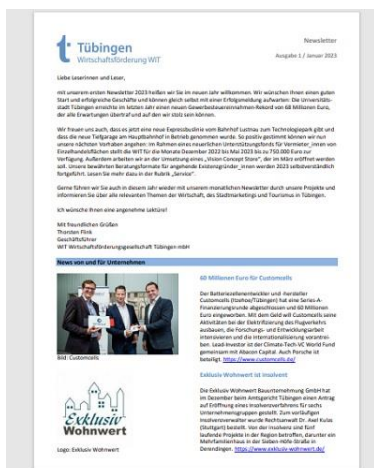 Newsletter
Tübingen
Wirtschaftsförderung WIT
Ausgabe 1 / Januar 2023
Liebe Leserinnen und Leser,
mit unserem ersten Newsletter 2023 heißen wir Sie im neuen Jahr willkommen. Wir wünschen Ihnen einen guten
Start und erfolgreiche Geschäfte und können gleich selbst mit einer Erfolgsmeldung aufwarten: Die Universitäts-
stadt Tübingen erreichte im letzten Jahr einen neuen Gewerbesteuereinnahmen-Rekord von 68 Millionen Euro,
der alle Erwartungen übertraf und auf den wir stolz sein können.
Wir freuen uns auch, dass es jetzt eine neue Expressbuslinie vom Bahnhof Lustnau zum Technologiepark gibt und
dass die neue Tiefgarage am Hauptbahnhof in Betrieb genommen wurde. So positiv gestimmt können wir nun
unsere nächsten Vorhaben angehen: Im Rahmen eines neuerlichen Unterstützungsfonds für Vermieter_innen von
Einzelhandelsflächen stellt die WIT für die Monate Dezember 2022 bis Mai 2023 bis zu 750.000 Euro zur
Verfügung. Außerdem arbeiten wir an der Umsetzung eines „Vision Concept Store“, der im März eröffnet werden
soll. Unsere bewährten Beratungsformate für angehende Existenzgründer_innen werden 2023 selbstverständlich
fortgeführt. Lesen Sie mehr dazu in der Rubrik „Service“.
Gerne führen wir Sie auch in diesem Jahr wieder mit unserem monatlichen Newsletter durch unsere Projekte und
informieren Sie über alle relevanten Themen der Wirtschaft, des Stadtmarketings und Tourismus in Tübingen.
Ich wünsche Ihnen eine angenehme Lektüre!
Mit freundlichen Grüßen
Thorsten Flink
Geschäftsführer
WIT Wirtschaftsförderungsgesellschaft Tübingen mbH
News von und für Unternehmen
60 Millionen Euro für Customcells
Der Batteriezellenentwickler und -hersteller
Customcells (Itzehoe/Tübingen) hat eine Series-A-
Finanzierungsrunde abgeschlossen und 60 Millionen
Euro eingeworben. Mit dem Geld will Customcells seine
Aktivitäten bei der Elektrifizierung des Flugverkehrs
ausbauen, die Forschungs- und Entwicklungsarbeit
intensivieren und die Internationalisierung vorantrei-
ben. Lead-Investor ist der Climate-Tech-VC World Fund
gemeinsam mit Abacon Capital. Auch Porsche ist
beteiligt. https://www.customcells.de/
Bild: Customcells
Exklusiv Wohnwert ist insolvent
Die Exklusiv Wohnwert Bauunternehmung GmbH hat
im Dezember beim Amtsgericht Tübingen einen Antrag
auf Eröffnung eines Insolvenzverfahrens für sechs
Unternehmensgruppen gestellt. Zum vorläufigen
Insolvenzverwalter wurde Rechtsanwalt Dr. Axel Kulas
(Stuttgart) bestellt. Von der Insolvenz sind fünf
laufende Projekte in der Region betroffen, darunter ein
Mehrfamilienhaus in der Sieben-Höfe-Straße in
Derendingen. https://www.exklusiv-wohnwert.de/
Exklusiv
Wohnwert
Logo: Exklusiv Wohnwert